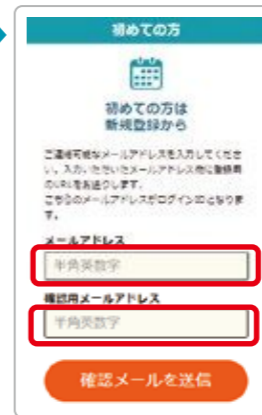 初めての方
初めての方は
新規登録から
ご連絡可能なメールアドレスを入力してくださ
い。入力いただいたメールアドレス宛に登録用
のURLをお送りします。
こちらのメールアドレスがログインIDとなりま
す。
メールアドレス
半角英数字
確認用メールアドレス
半角英数字
確認メールを送信